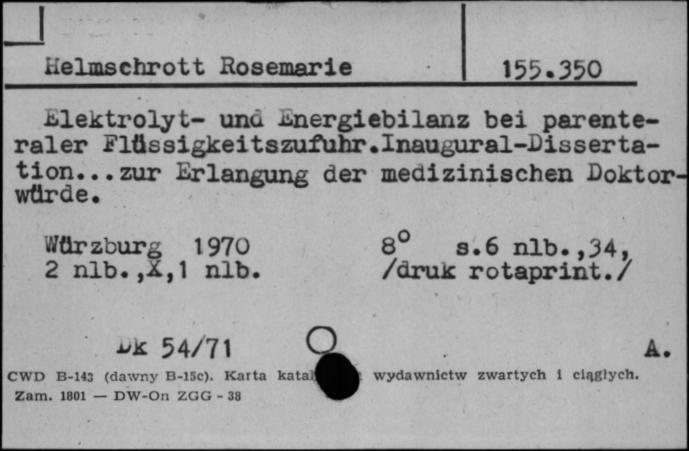 Helmschrott Rosemarie 155.350
Elektrolyt- und Energiebilanz bei parente-
raler Flüssigkeitszufuhr.Inaugural-Disserta-
tion...zur Erlangung der medizinischen Doktor-
würde.
Würzburg 1970 8° s.6 nlb.,34,
2 nlb.,X,1 nlb. /druk rotaprint./
Dk 54/71 A.
CWD B-143 (dawny B-15c). Karta wydawnictw zwartych i ciągłych.
Zam. 1801 — DW-On ZGG - 38